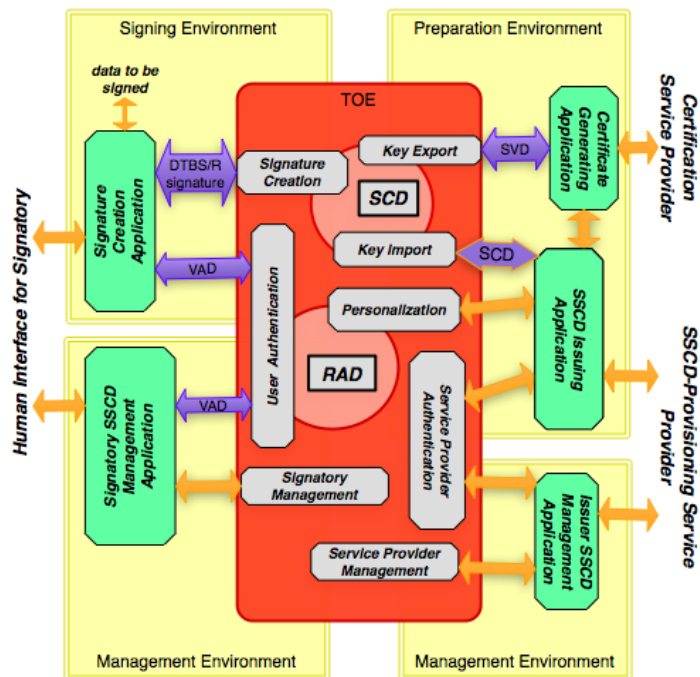 Signing Environment
Preparation Environment
data to be
signed
TOE
Certification
Service Provider
Certificate
Generating
Application
Key Export
SVD
DTBS/R
signature
Signature
Creation
SCD
Signature
Creation
Application
Key Import
SCD
Human Interface for Signatory
VAD
User Authentication
Personalization
SSCD Issuing
Application
RAD
SSCD-Provisioning Service
Provider
Service Provider
Authentication
Signatory SSCD
Management
Application
VAD
Signatory
Management
Issuer SSCD
Management
Application
Service Provider
Management
Management Environment
Management Environment